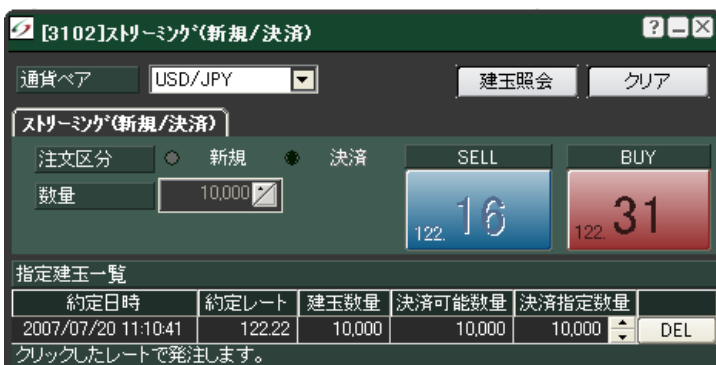 [3102]ストリーミング(新規/決済)
通貨ペア USD/JPY 建玉照会 クリア
ストリーミング(新規/決済)
注文区分 新規 決済 SELL BUY
数量 10,000 122. 16 122. 31
指定建玉一覧
約定日時 約定レート 建玉数量 決済可能数量 決済指定数量
2007/07/20 11:10:41 122.22 10,000 10,000 10,000 DEL
クリックしたレートで発注します。